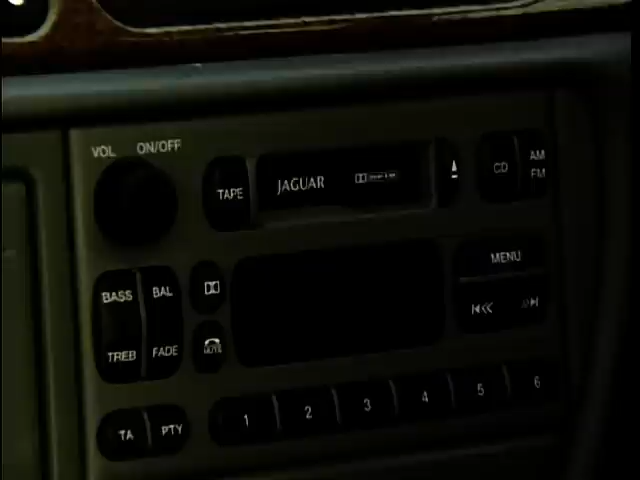 VOL ON/OFF
TAPE
JAGUAR
CD
AM
FM
BASS
BAL
TREB
FADE
MUTE
MENU
TA
PTY
1 2 3 4 5 6